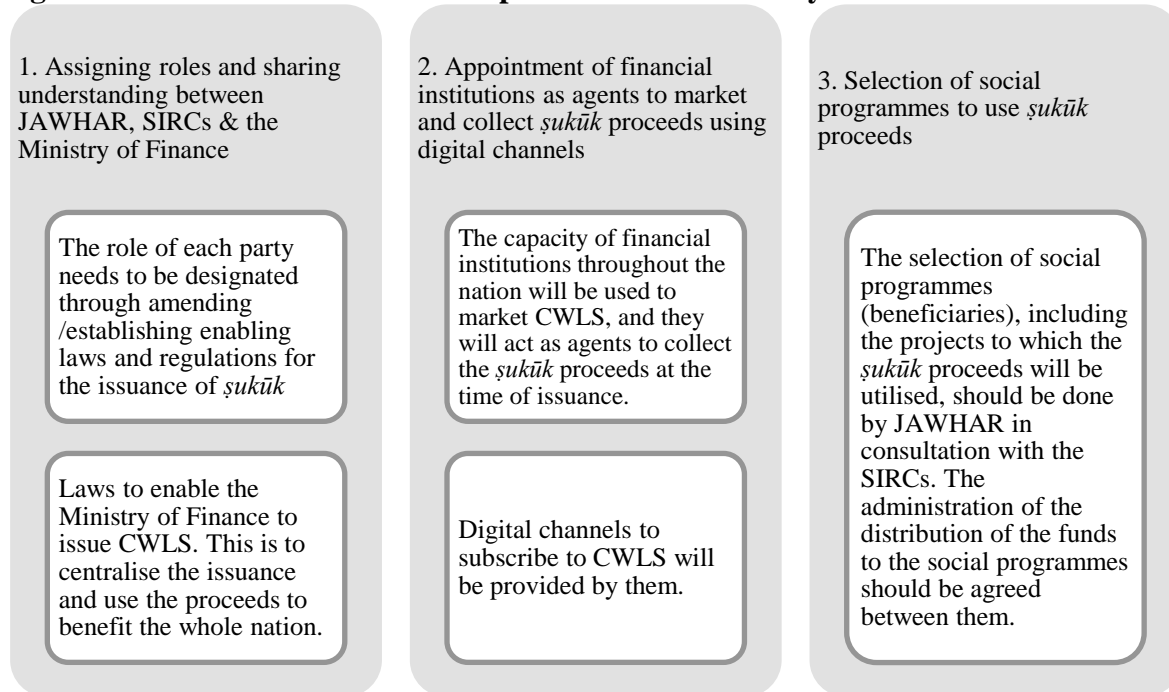 1. Assigning roles and sharing
understanding between
JAWHAR, SIRCs & the
Ministry of Finance
The role of each party
needs to be designated
through amending
/establishing enabling
laws and regulations for
the issuance of ṣukūk
Laws to enable the
Ministry of Finance to
issue CWLS. This is to
centralise the issuance
and use the proceeds to
benefit the whole nation.
2. Appointment of financial
institutions as agents to market
and collect ṣukūk proceeds using
digital channels
The capacity of financial
institutions throughout the
nation will be used to
market CWLS, and they
will act as agents to collect
the ṣukūk proceeds at the
time of issuance.
Digital channels to
subscribe to CWLS will
be provided by them.
3. Selection of social
programmes to use ṣukūk
proceeds
The selection of social
programmes
(beneficiaries), including
the projects to which the
ṣukūk proceeds will be
utilised, should be done
by JAWHAR in
consultation with the
SIRCs. The
administration of the
distribution of the funds
to the social programmes
should be agreed
between them.